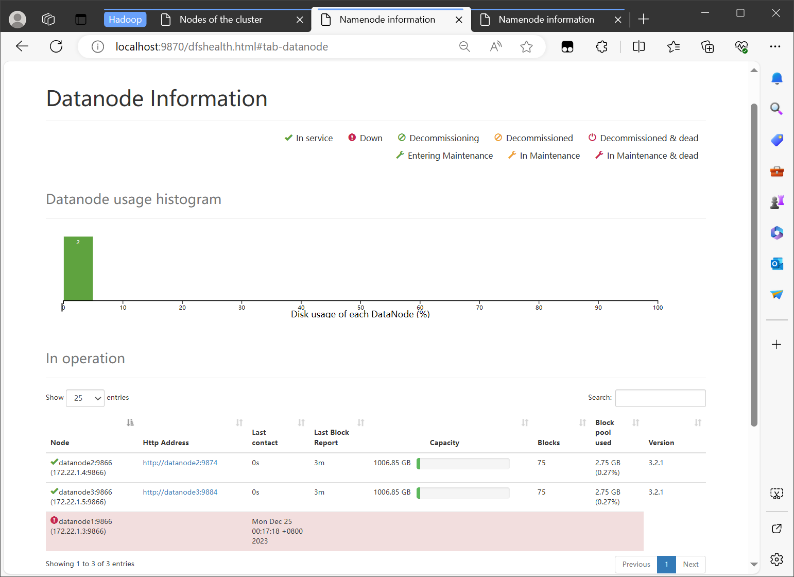 Hadoop
Nodes of the cluster
Namenode information
Namenode information
localhost:9870/dfshealth.html#tab-datanode
Datanode Information
In service
Down
Decommissioning
Decommissioned
Decommissioned & dead
Entering Maintenance
In Maintenance
In Maintenance & dead
Datanode usage histogram
2
0 10 20 30 40 50 60 70 80 90 100
Disk usage of each DataNode (%)
In operation
Show 25 entries
Search:
Node Http Address Last contact Last Block Report Capacity Blocks Block pool used Version
datanode2:9866 http://datanode2:9874 0s 3m 1006.85 GB 75 2.75 GB 3.2.1
(172.22.1.4:9866) (0.27%)
datanode3:9866 http://datanode3:9884 0s 3m 1006.85 GB 75 2.75 GB 3.2.1
(172.22.1.5:9866) (0.27%)
datanode1:9866 Mon Dec 25
(172.22.1.3:9866) 00:17:18 +0800
2023
Showing 1 to 3 of 3 entries
Previous 1 Next